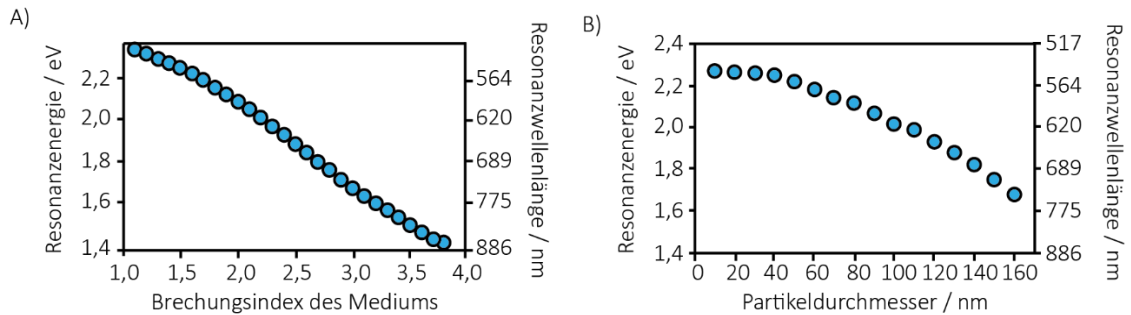 A)
Resonanzenergie / eV
2,2
2,0
1,8
1,6
1,4
1,0 1,5 2,0 2,5 3,0 3,5 4,0
Brechungsindex des Mediums
564
620
689
775
886
Resonanzwellenlänge / nm
B)
Resonanzenergie / eV
2,4
2,2
2,0
1,8
1,6
1,4
0 20 40 60 80 100 120 140 160
Partikeldurchmesser / nm
517
564
620
689
775
886
Resonanzwellenlänge / nm